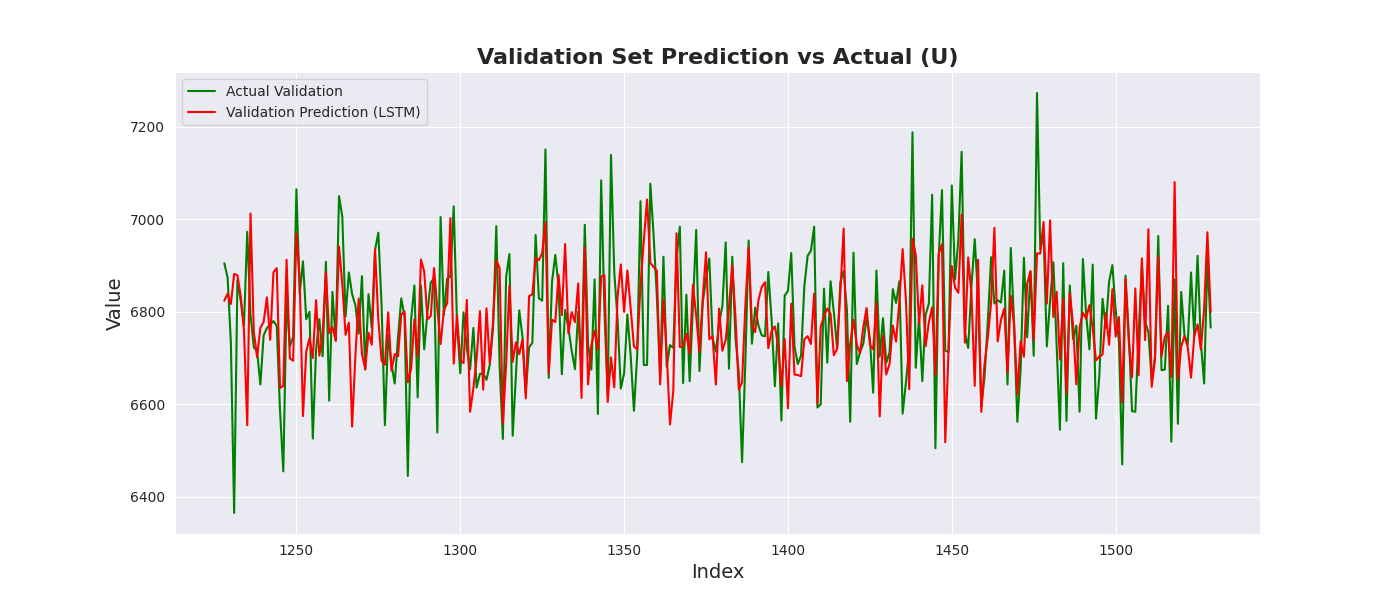 Validation Set Prediction vs Actual (U)
Actual Validation
Validation Prediction (LSTM)
7200
7000
6800
6600
6400
Value
1250 1300 1350 1400 1450 1500
Index